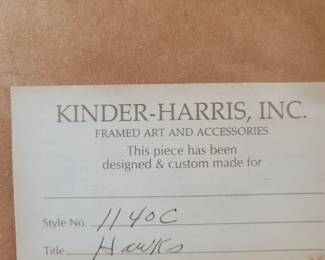 KINDER-HARRIS, INC.
FRAMED ART AND ACCESSORIES
This piece has been
designed & custom made for
Style No. 1140C
Title Hawks